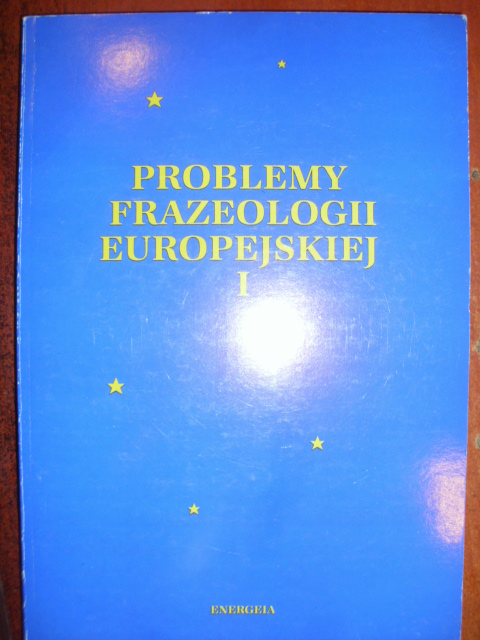 PROBLEMY
FRAZEOLOGII
EUROPEJSKIEJ
I
ENERGEIA